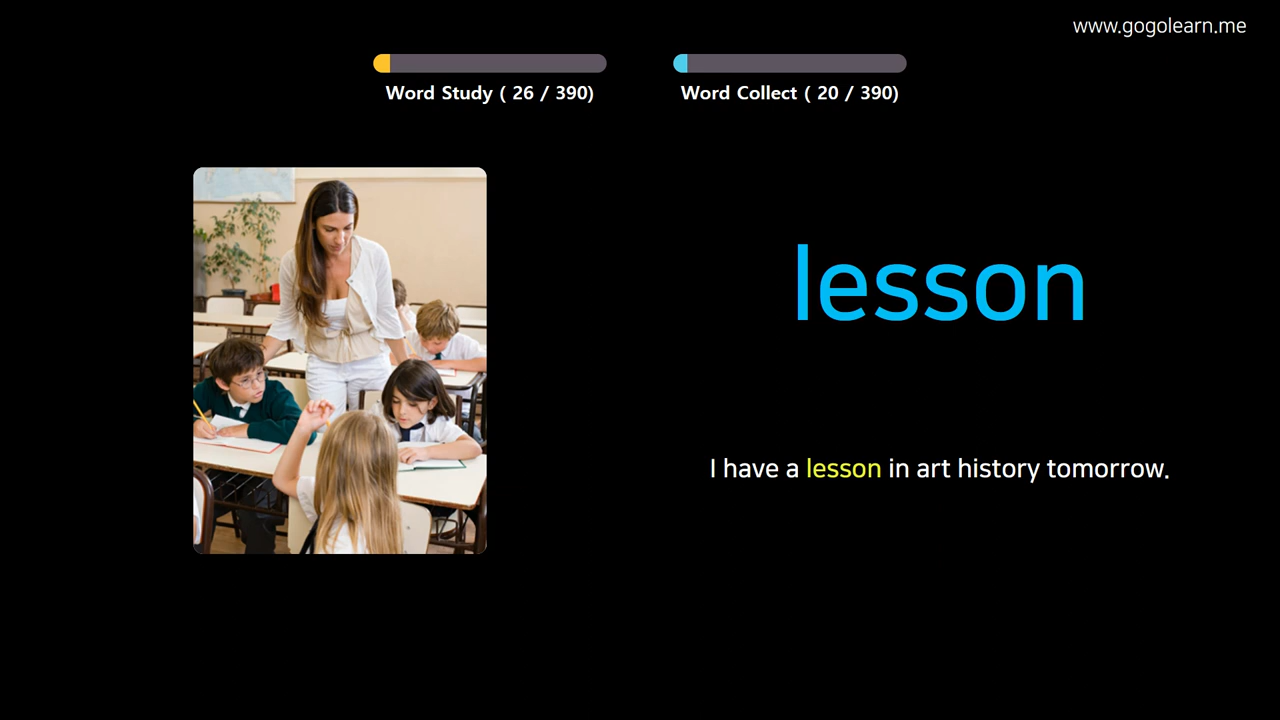 www.gogolearn.me
Word Study ( 26 / 390)
Word Collect ( 20 / 390)
lesson
I have a lesson in art history tomorrow.